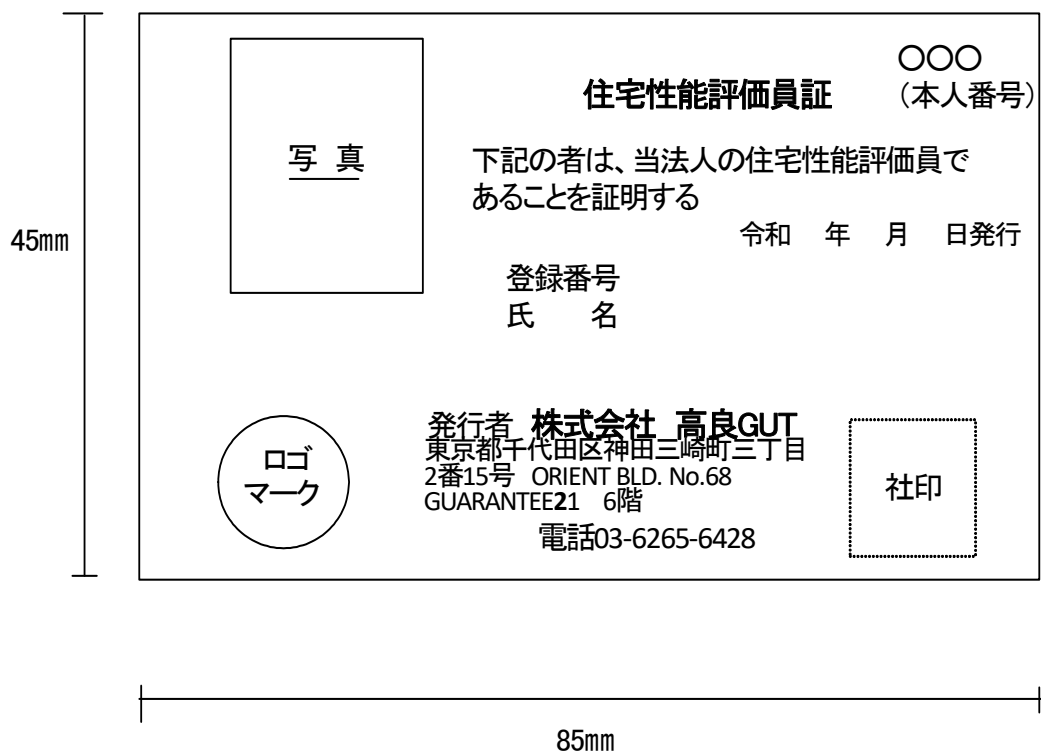 ○○○
住宅性能評価員証 （本人番号）
写 真
下記の者は、当法人の住宅性能評価員で
あることを証明する
令和 年 月 日発行
45㎜
登録番号
氏 名
ロゴ
マーク
発行者 株式会社 高良GUT
東京都千代田区神田三崎町三丁目
2番15号 ORIENT BLD. No.68
GUARANTEE21 6階
電話03-6265-6428
社印
85㎜